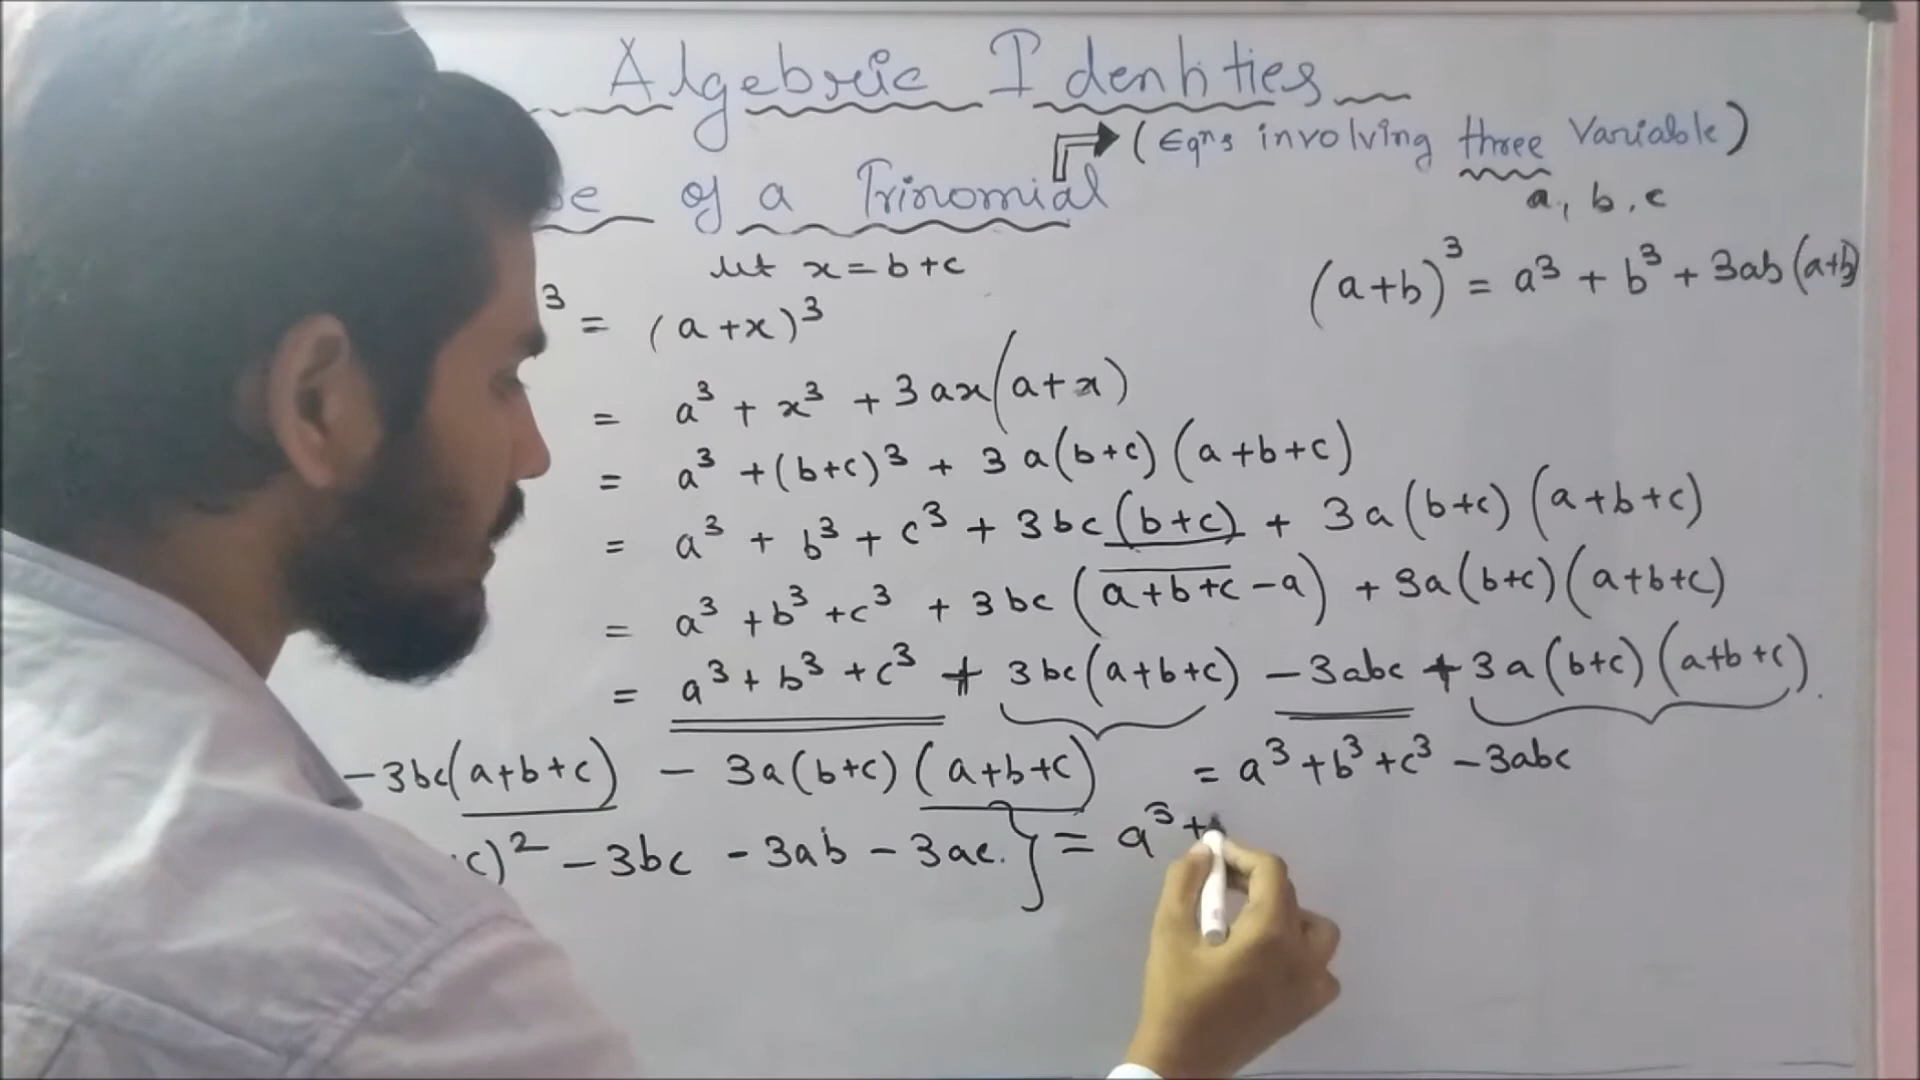 Algebric Identities
(Eqns involving three Variable)
of a Trinomial
a, b, c
let x = b+c
(a+b)³ = a³ + b³ + 3ab(a+b)
³ = (a+x)³
= a³ + x³ + 3ax(a+x)
= a³ + (b+c)³ + 3a(b+c)(a+b+c)
= a³ + b³ + c³ + 3bc(b+c) + 3a(b+c)(a+b+c)
= a³ + b³ + c³ + 3bc(a+b+c-a) + 3a(b+c)(a+b+c)
= a³ + b³ + c³ + 3bc(a+b+c) - 3abc + 3a(b+c)(a+b+c)
-3bc(a+b+c) - 3a(b+c)(a+b+c) = a³ + b³ + c³ - 3abc
c)² - 3bc - 3ab - 3ac.} = a³ +